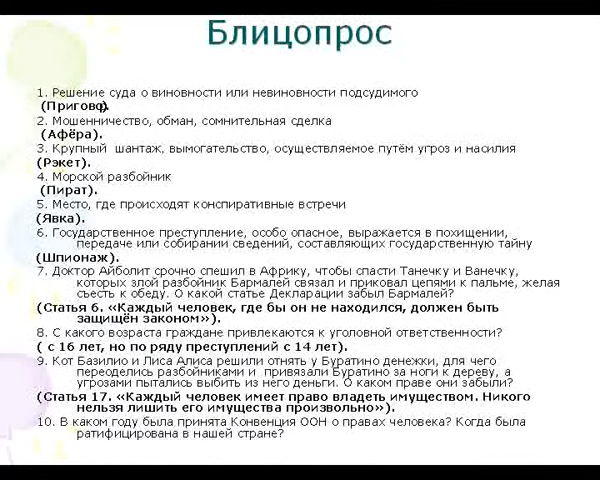 Блицопрос
1. Решение суда о виновности или невиновности подсудимого
(Приговор).
2. Мошенничество, обман, сомнительная сделка
(Афёра).
3. Крупный шантаж, вымогательство, осуществляемое путём угроз и насилия
(Рэкет).
4. Морской разбойник
(Пират).
5. Место, где происходят конспиративные встречи
(Явка).
6. Государственное преступление, особо опасное, выражается в похищении,
передаче или собирании сведений, составляющих государственную тайну
(Шпионаж).
7. Доктор Айболит срочно спешил в Африку, чтобы спасти Танечку и Ванечку,
которых злой разбойник Бармалей связал и приковал цепями к пальме, желая
съесть к обеду. О какой статье Декларации забыл Бармалей?
(Статья 6. «Каждый человек, где бы он не находился, должен быть
защищён законом»).
8. С какого возраста граждане привлекаются к уголовной ответственности?
( с 16 лет, но по ряду преступлений с 14 лет).
9. Кот Базилио и Лиса Алиса решили отнять у Буратино денежки, для чего
переоделись разбойниками и привязали Буратино за ноги к дереву, а
угрозами пытались выбить из него деньги. О каком праве они забыли?
(Статья 17. «Каждый человек имеет право владеть имуществом. Никого
нельзя лишить его имущества произвольно»).
10. В каком году была принята Конвенция ООН о правах человека? Когда была
ратифицирована в нашей стране?